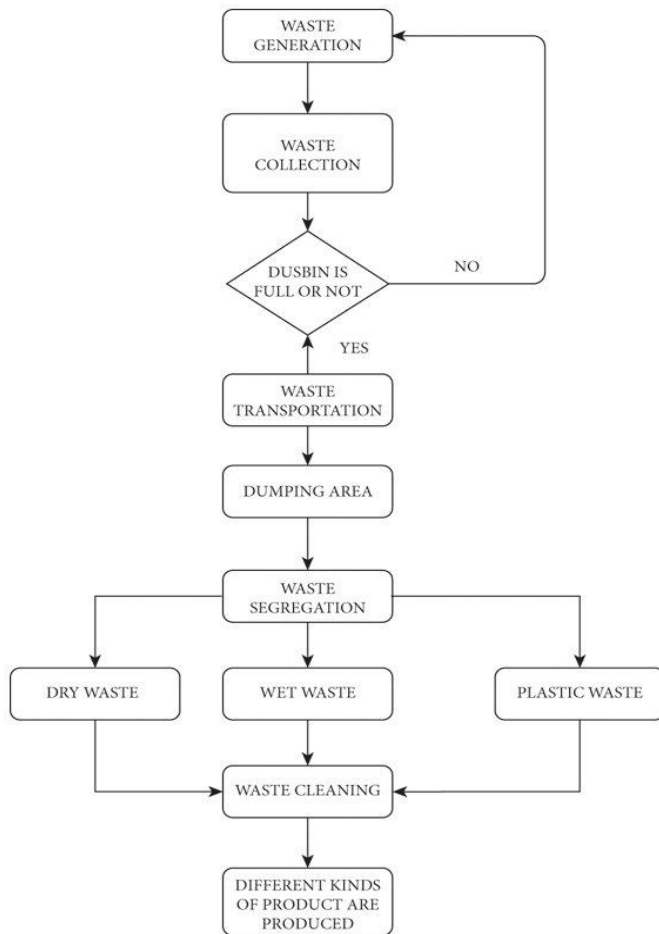 WASTE
GENERATION
WASTE
COLLECTION
DUSBIN IS
FULL OR NOT
NO
YES
WASTE
TRANSPORTATION
DUMPING AREA
WASTE
SEGREGATION
DRY WASTE
WET WASTE
PLASTIC WASTE
WASTE CLEANING
DIFFERENT KINDS
OF PRODUCT ARE
PRODUCED